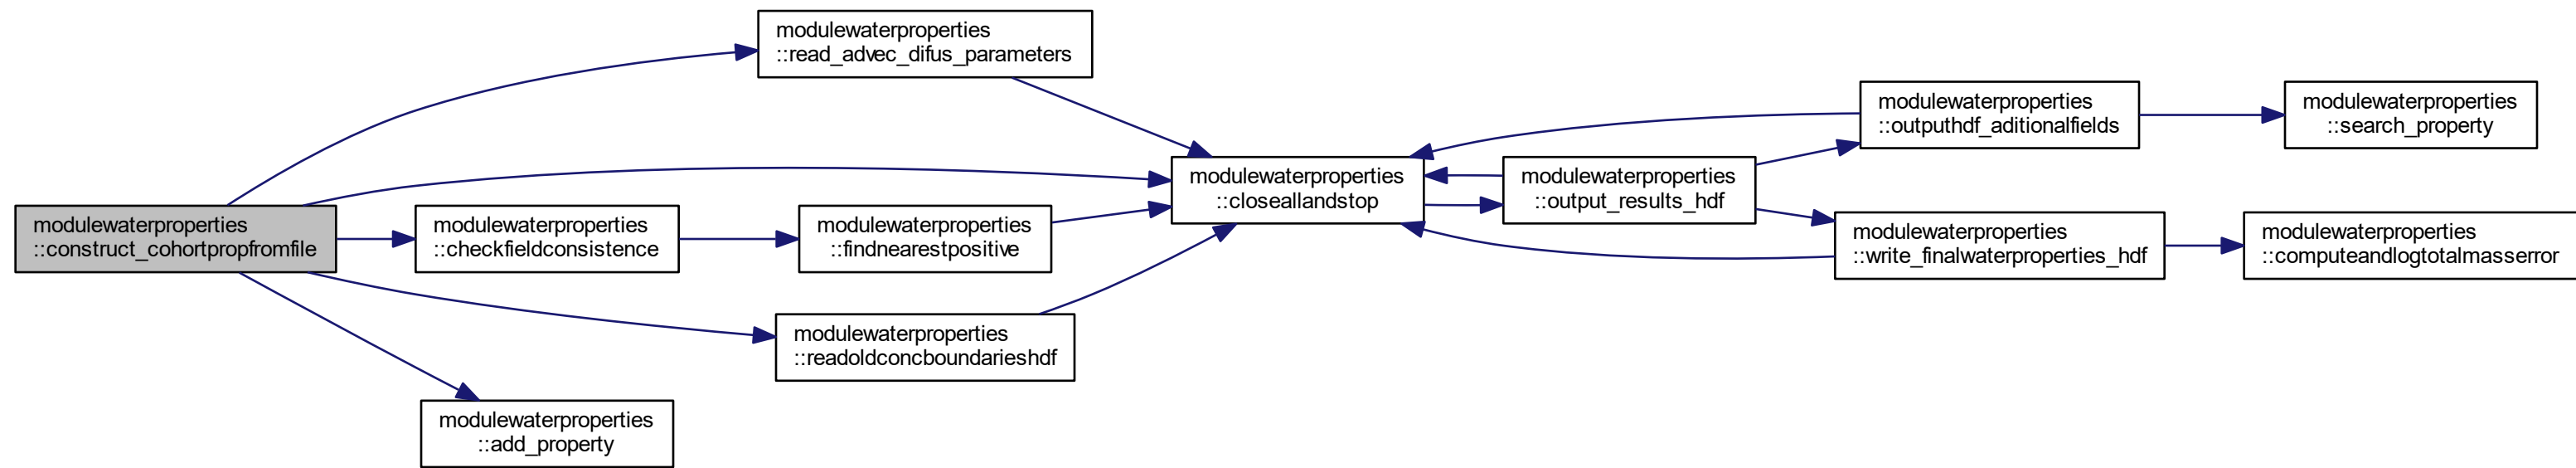 modulewaterproperties
::construct_cohortpropfromfile
modulewaterproperties
::read_advec_difus_parameters
modulewaterproperties
::checkfieldconsistence
modulewaterproperties
::findnearestpositive
modulewaterproperties
::readoldconcboundarieshdf
modulewaterproperties
::add_property
modulewaterproperties
::closeallandstop
modulewaterproperties
::output_results_hdf
modulewaterproperties
::outputhdf_aditionalfields
modulewaterproperties
::search_property
modulewaterproperties
::write_finalwaterproperties_hdf
modulewaterproperties
::computeandlogtotalmasserror